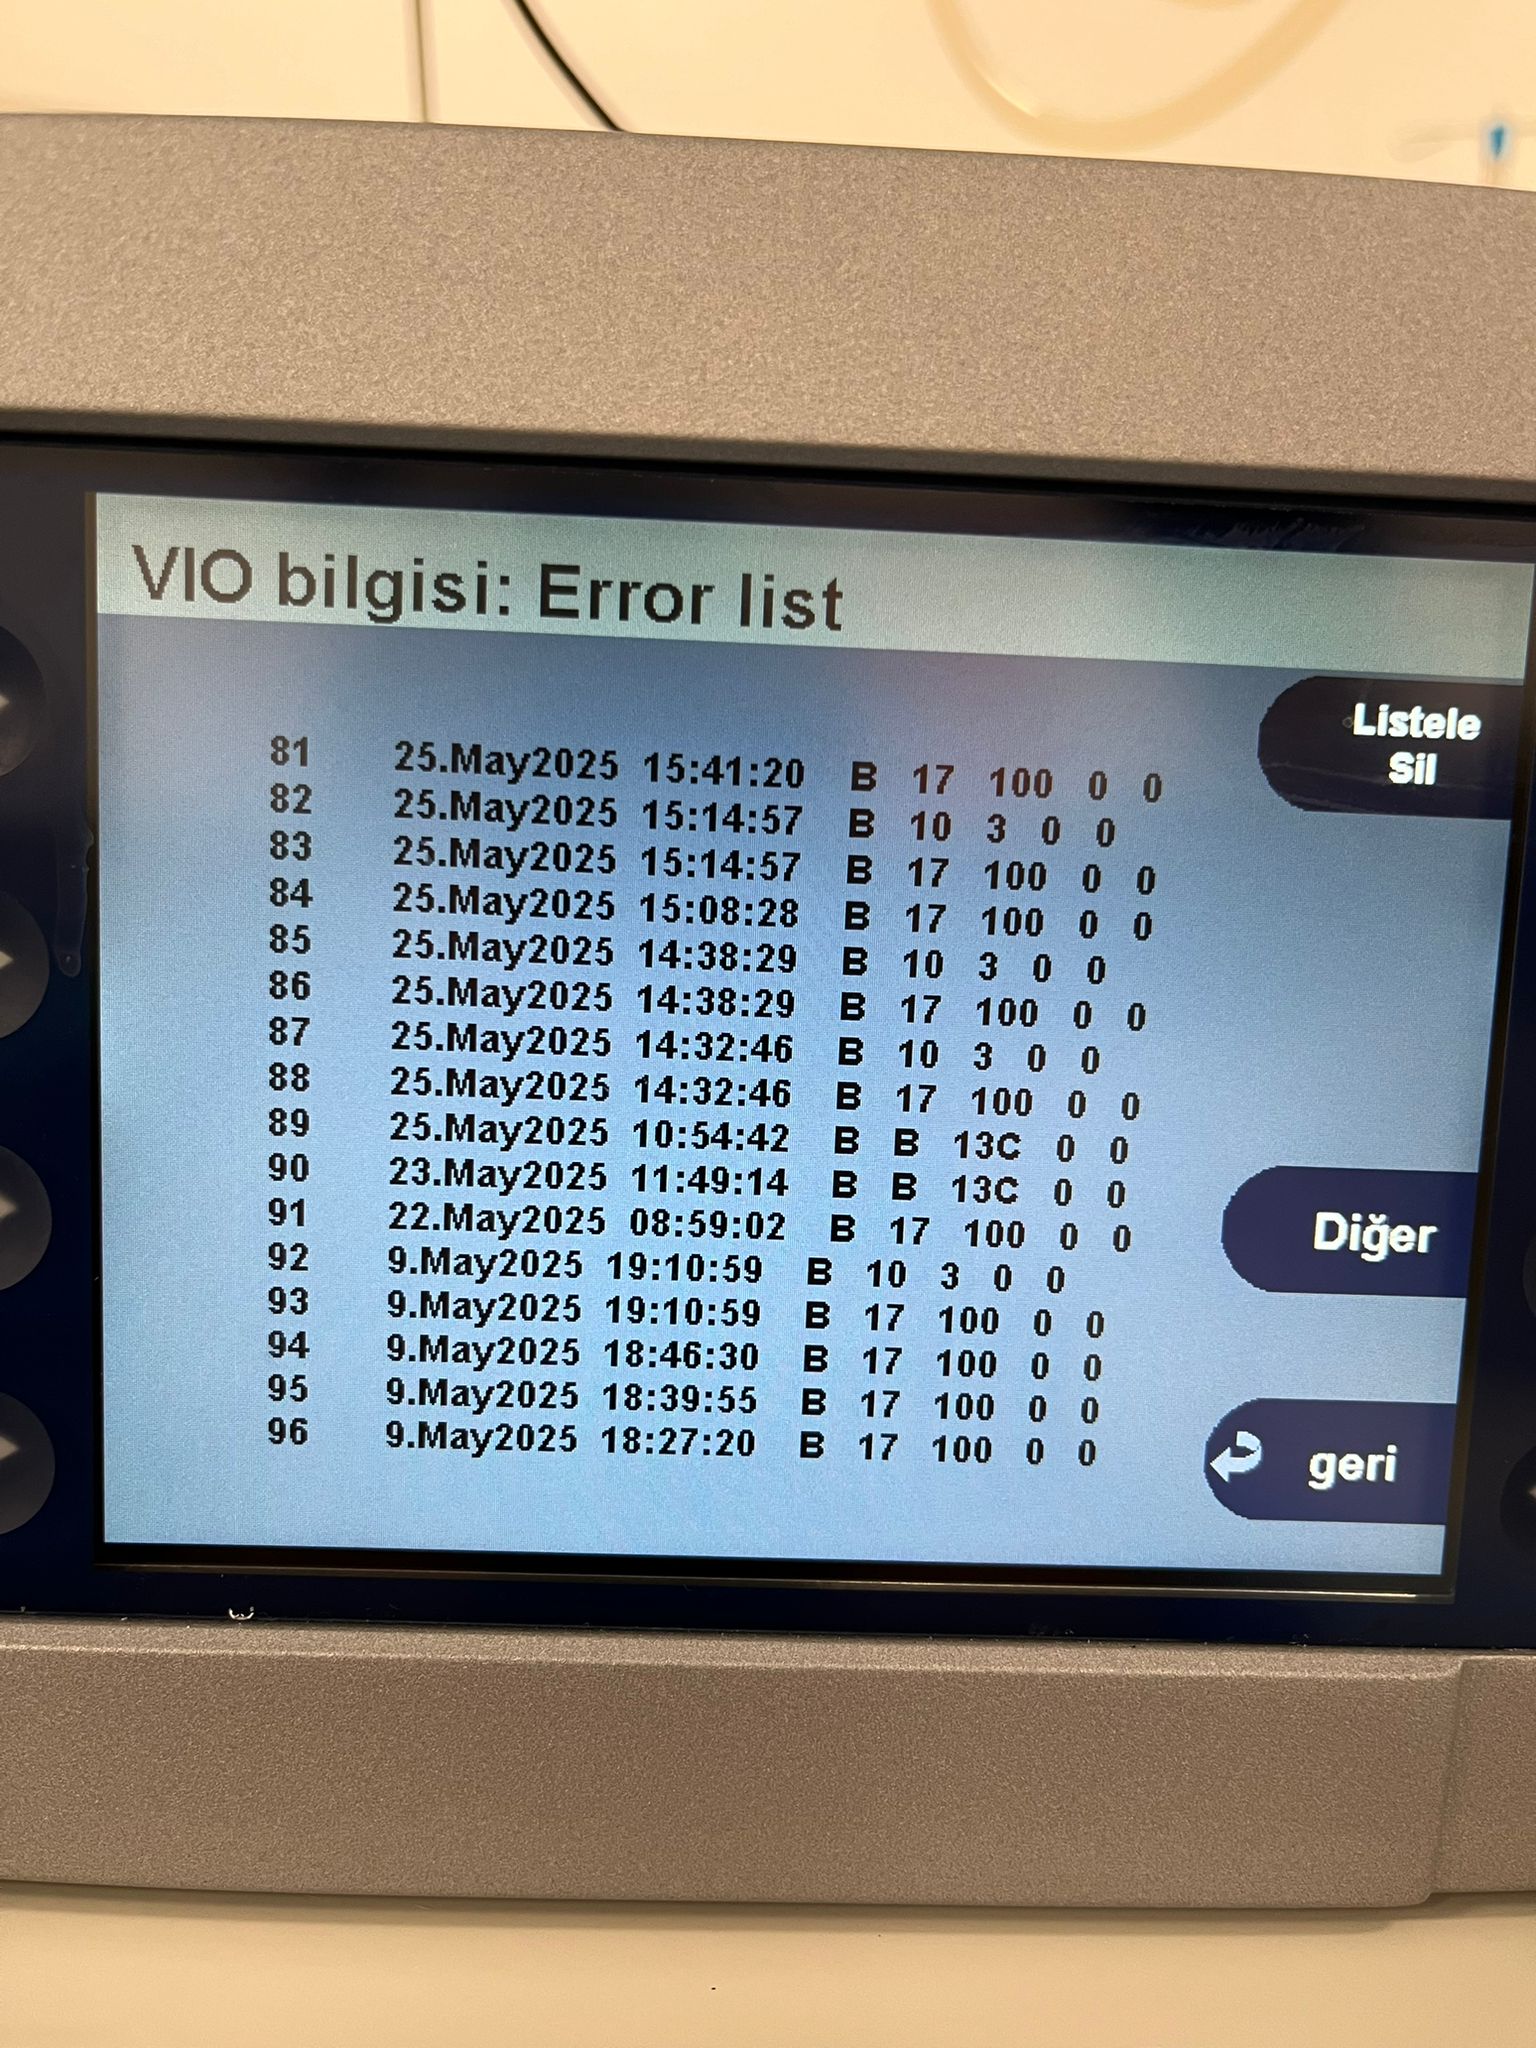 VIO bilgisi: Error list
Listele
Sil
81 25.May2025 15:41:20 B 17 100 0 0
82 25.May2025 15:14:57 B 10 3 0 0
83 25.May2025 15:14:57 B 17 100 0 0
84 25.May2025 15:08:28 B 17 100 0 0
85 25.May2025 14:38:29 B 10 3 0 0
86 25.May2025 14:38:29 B 17 100 0 0
87 25.May2025 14:32:46 B 10 3 0 0
88 25.May2025 14:32:46 B 17 100 0 0
89 25.May2025 10:54:42 B B 13C 0 0
90 23.May2025 11:49:14 B B 13C 0 0
91 22.May2025 08:59:02 B 17 100 0 0
92 9.May2025 19:10:59 B 10 3 0 0
93 9.May2025 19:10:59 B 17 100 0 0
94 9.May2025 18:46:30 B 17 100 0 0
95 9.May2025 18:39:55 B 17 100 0 0
96 9.May2025 18:27:20 B 17 100 0 0
Diğer
geri